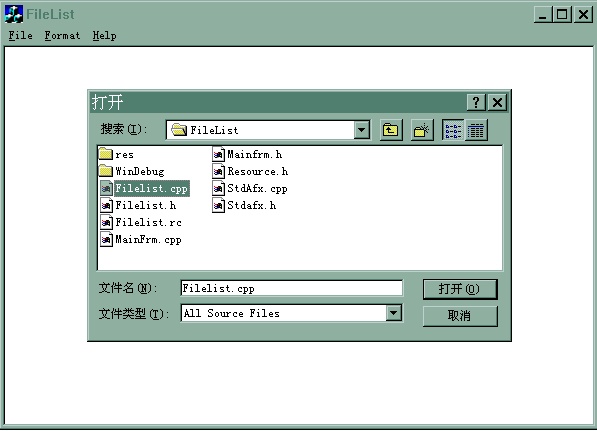 FileList
File Format Help
打开
搜索(I): FileList
res
WinDebug
Filelist.cpp
Filelist.h
Filelist.rc
MainFrm.cpp
Mainfrm.h
Resource.h
StdAfx.cpp
Stdafx.h
文件名(N): Filelist.cpp 打开(O)
文件类型(T): All Source Files 取消